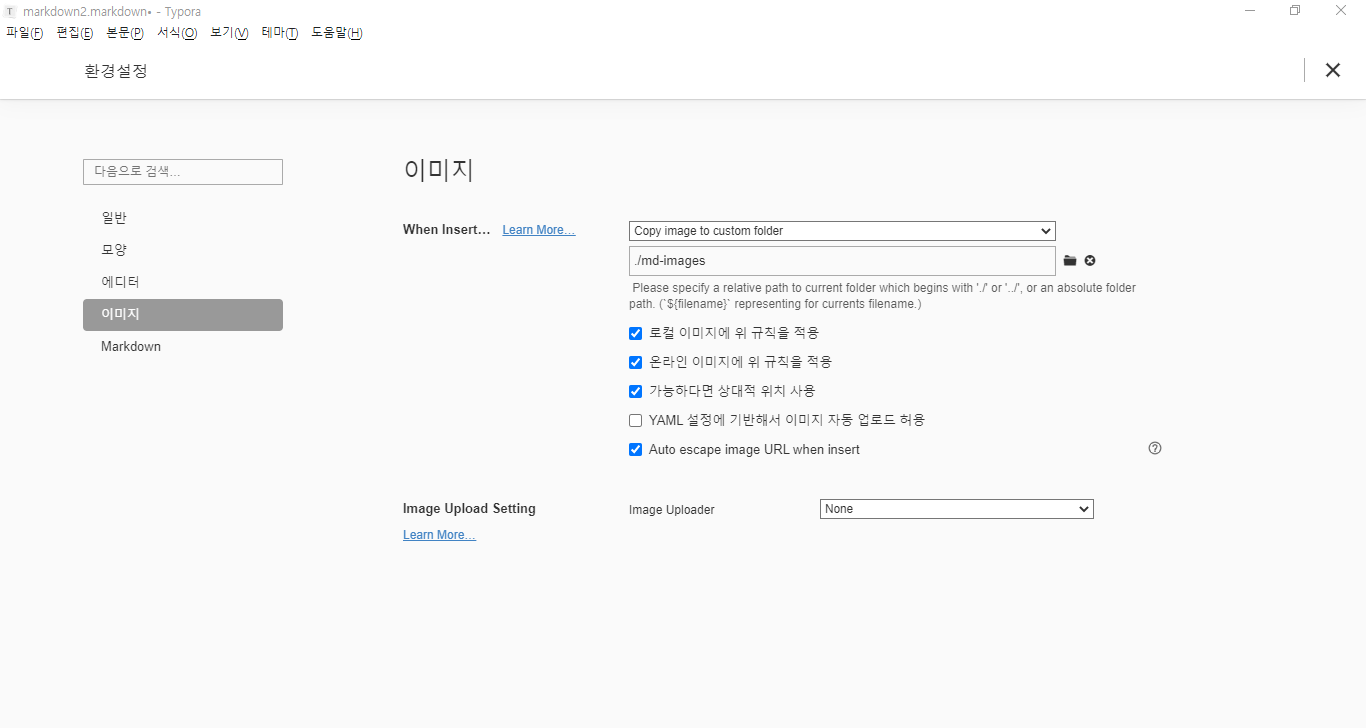 T markdown2.markdown• - Typora
파일(F) 편집(E) 본문(P) 서식(O) 보기(V) 테마(T) 도움말(H)
환경설정
다음으로 검색...
일반
모양
에디터
이미지
Markdown
이미지
When Insert... Learn More...
Copy image to custom folder
./md-images
Please specify a relative path to current folder which begins with './' or '../', or an absolute folder
path. (`${filename}` representing for currents filename.)
로컬 이미지에 위 규칙을 적용
온라인 이미지에 위 규칙을 적용
가능하다면 상대적 위치 사용
YAML 설정에 기반해서 이미지 자동 업로드 허용
Auto escape image URL when insert
Image Upload Setting
Image Uploader None
Learn More...